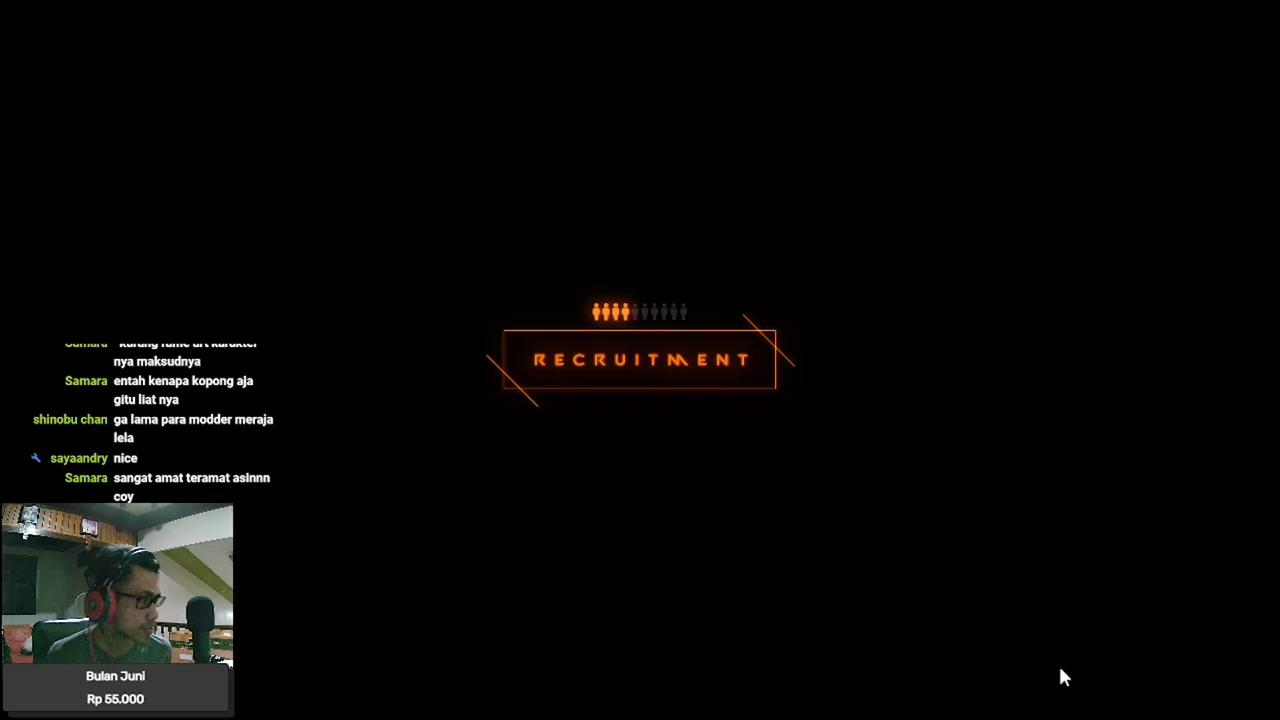 nya maksudnya
Samara entah kenapa kopong aja
gitu liat nya
shinobu chan ga lama para modder meraja
lela
sayaandry nice
Samara sangat amat teramat asinnn
coy
RECRUITMENT
Bulan Juni
Rp 55.000